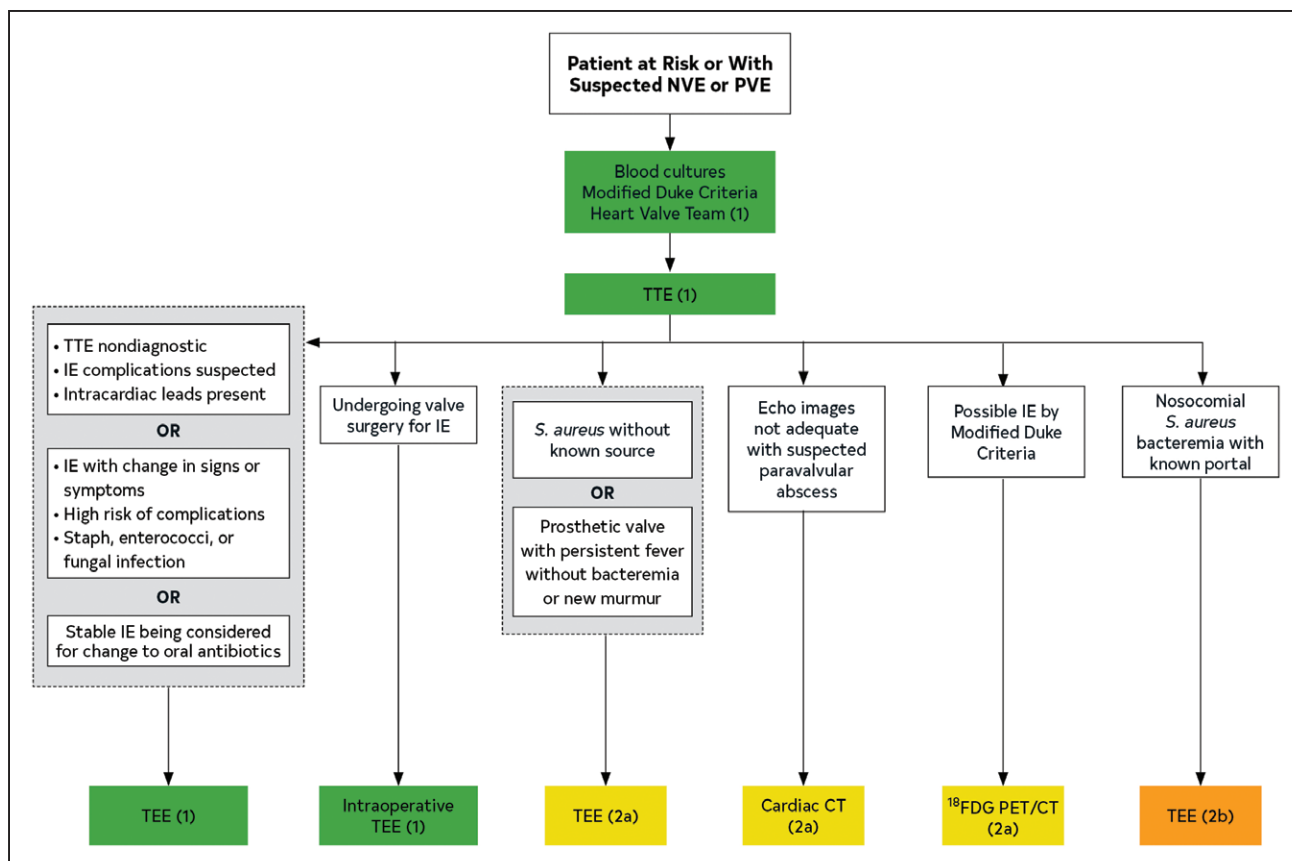 Patient at Risk or With
Suspected NVE or PVE
Blood cultures
Modified Duke Criteria
Heart Valve Team (1)
TTE (1)
• TTE nondiagnostic
• IE complications suspected
• Intracardiac leads present
OR
• IE with change in signs or
symptoms
• High risk of complications
• Staph, enterococci, or
fungal infection
OR
Stable IE being considered
for change to oral antibiotics
Undergoing valve
surgery for IE
S. aureus without
known source
OR
Prosthetic valve
with persistent fever
without bacteremia
or new murmur
Echo images
not adequate
with suspected
paravalvular
abscess
Possible IE by
Modified Duke
Criteria
Nosocomial
S. aureus
bacteremia with
known portal
TEE (1)
Intraoperative
TEE (1)
TEE (2a)
Cardiac CT
(2a)
¹⁸FDG PET/CT
(2a)
TEE (2b)